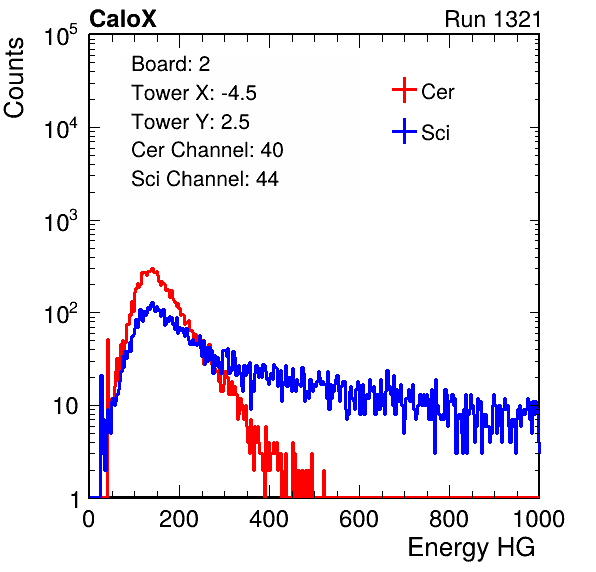 CaloX Run 1321
Counts
10^5
10^4
10^3
10^2
10
1
Board: 2
Tower X: -4.5
Tower Y: 2.5
Cer Channel: 40
Sci Channel: 44
Cer
Sci
0 200 400 600 800 1000
Energy HG